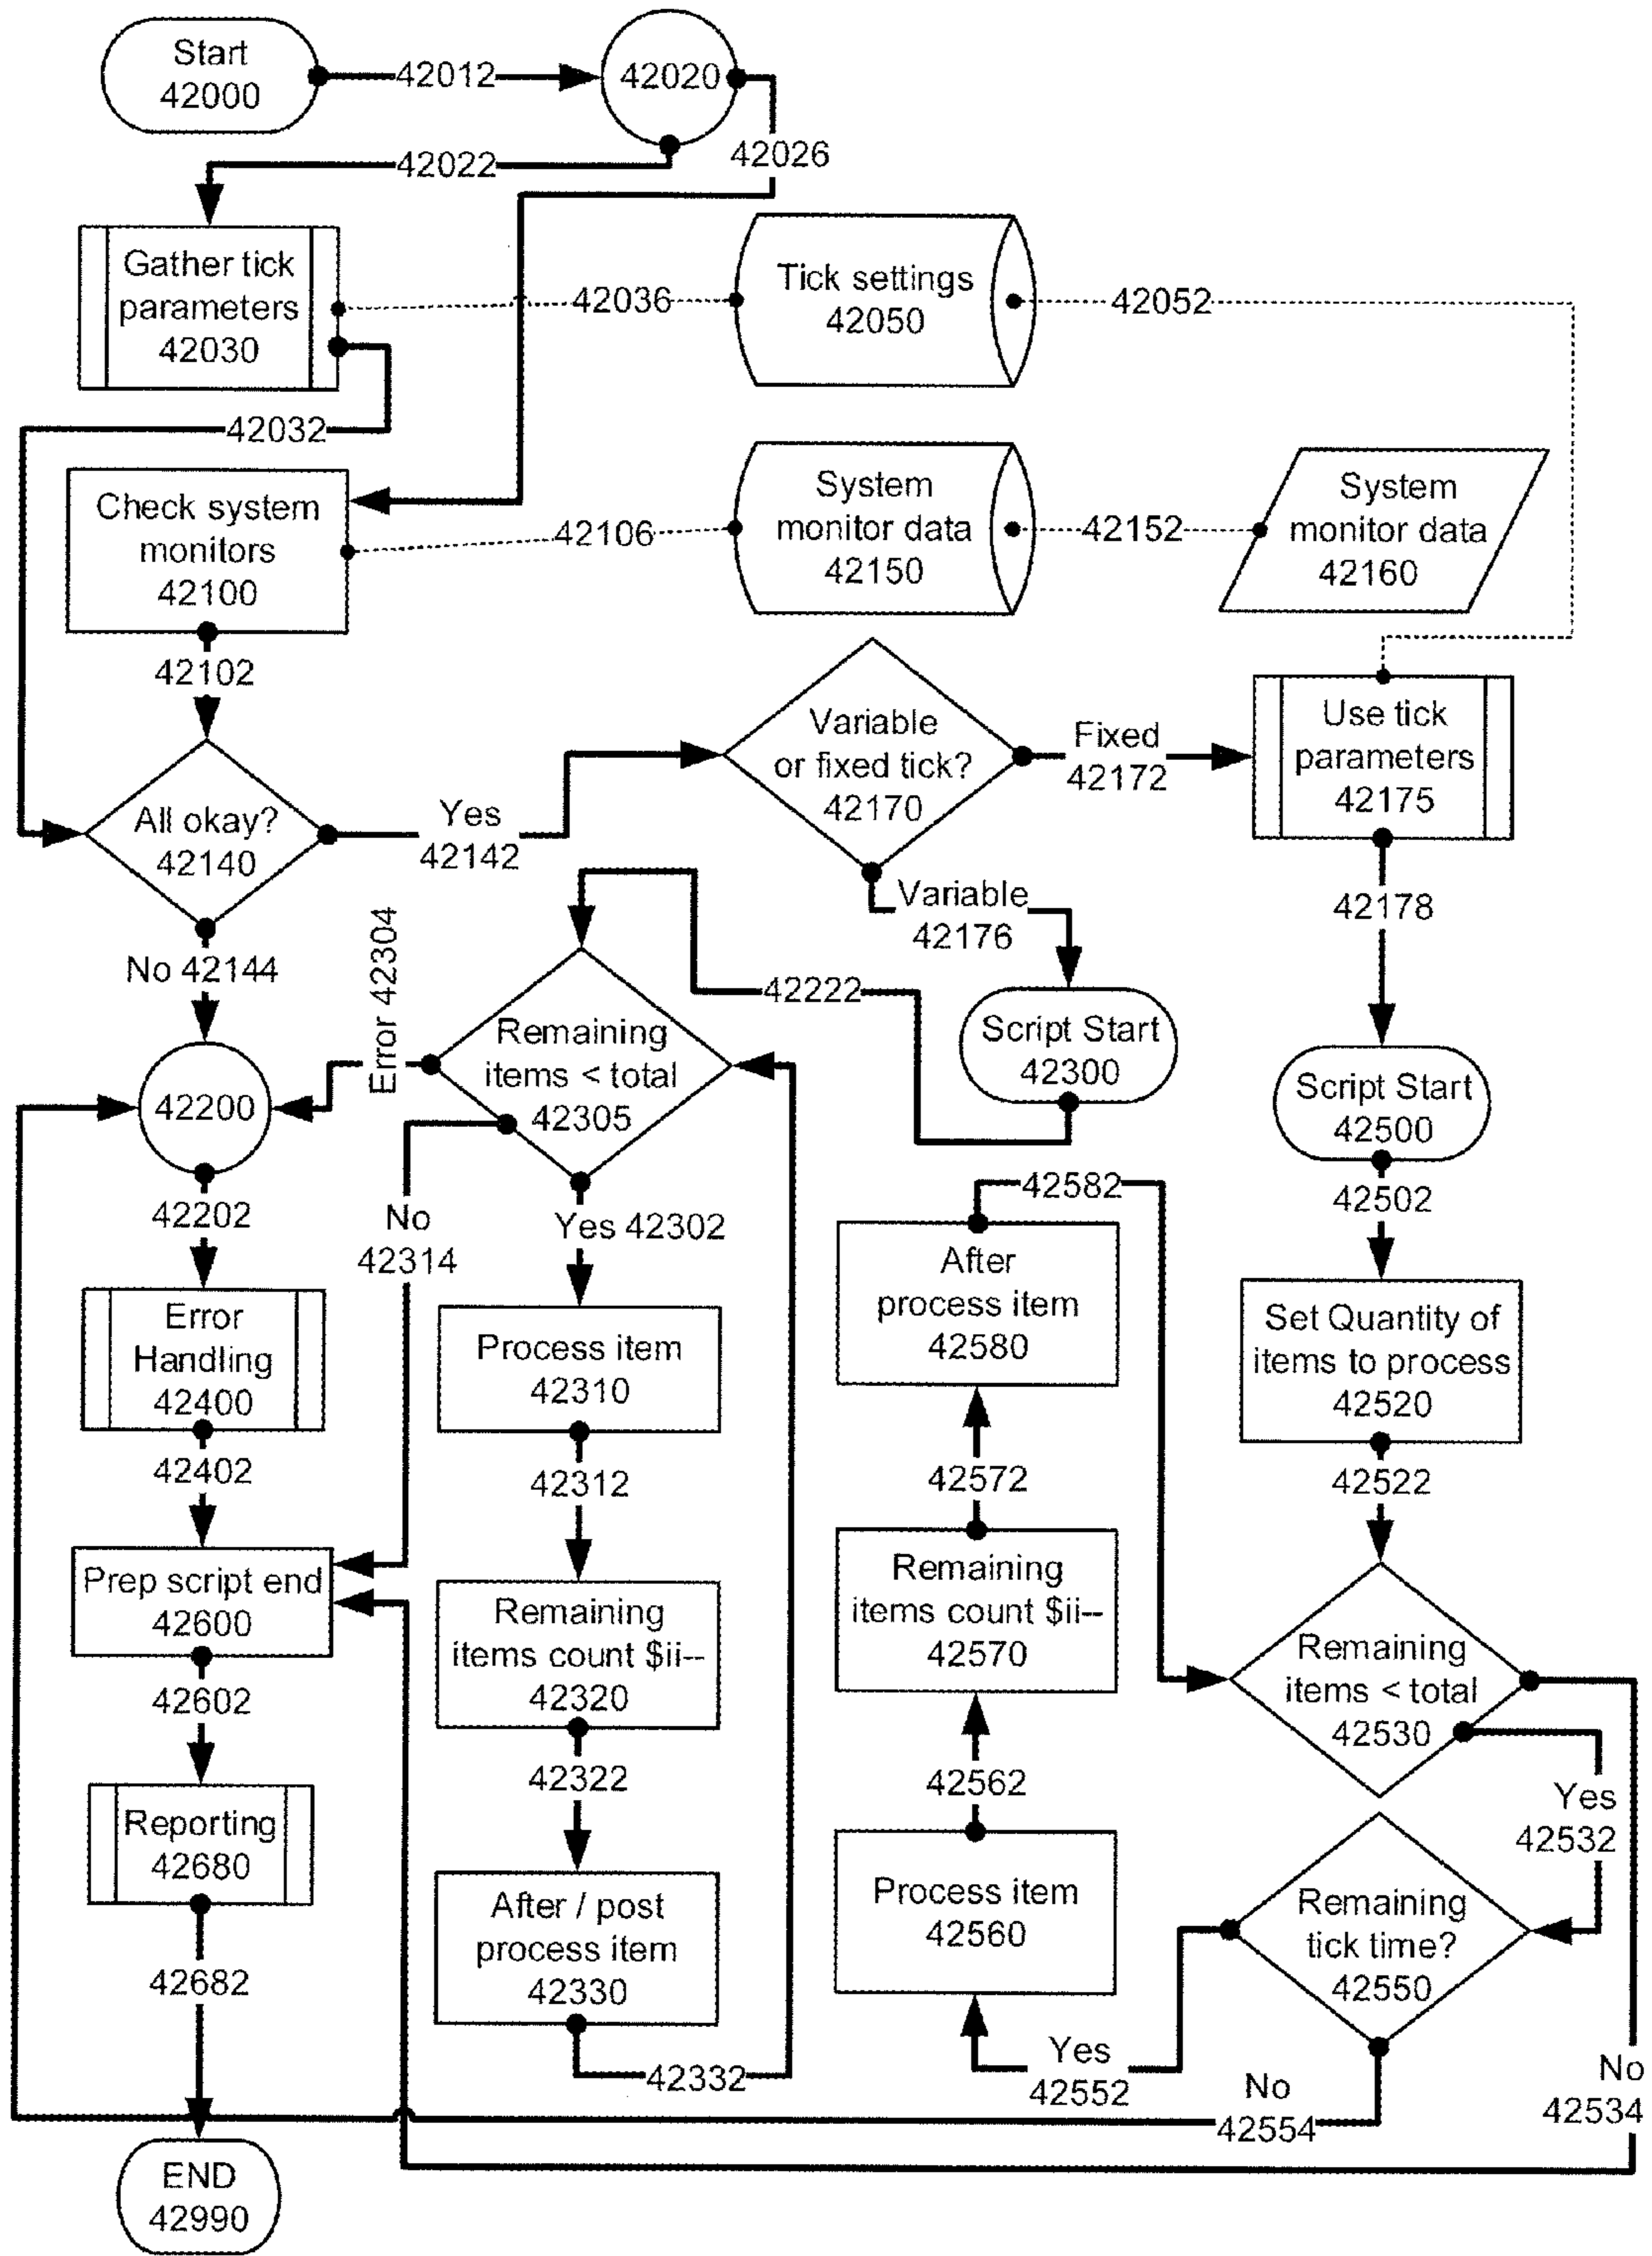 Start
42000
42012
42020
42022
42026
Gather tick
parameters
42030
42036
Tick settings
42050
42052
42032
Check system
monitors
42100
42106
System
monitor data
42150
42152
System
monitor data
42160
42102
All okay?
42140
Yes
42142
Variable
or fixed tick?
42170
Fixed
42172
Use tick
parameters
42175
Variable
42176
42178
No 42144
Error 42304
42222
Script Start
42300
Remaining
items < total
42305
42200
Script Start
42500
42202
No
42314
Yes 42302
42582
42502
After
process item
42580
Error
Handling
42400
Process item
42310
Set Quantity of
items to process
42520
42402
42312
42572
42522
Prep script end
42600
Remaining
items count $ii--
42320
Remaining
items count $ii--
42570
Remaining
items < total
42530
42602
42322
42562
Yes
42532
Reporting
42680
After / post
process item
42330
Process item
42560
Remaining
tick time?
42550
42682
42332
Yes
42552
No
42554
No
42534
END
42990